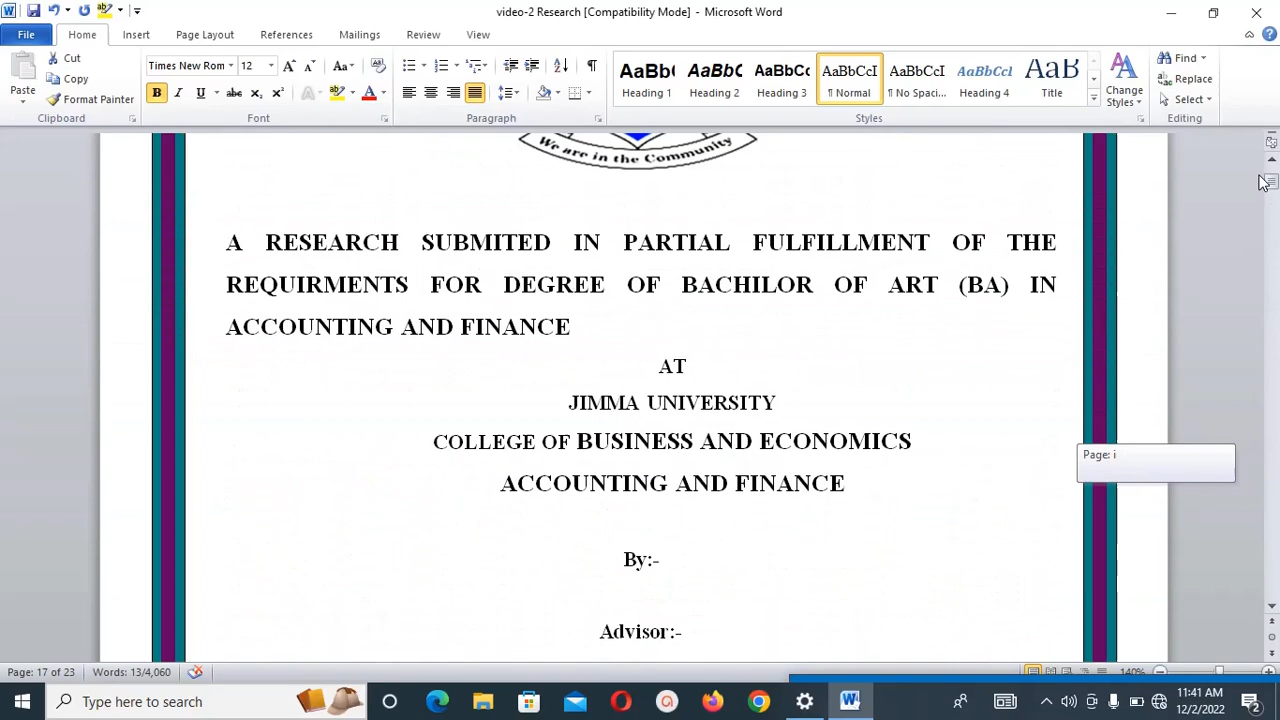 video-2 Research [Compatibility Mode] - Microsoft Word
File Home Insert Page Layout References Mailings Review View
Paste Cut Copy Format Painter Clipboard
Times New Rom 12 Font
Paragraph
AaBbCcI AaBbCcI AaBbCc AaBbCcI AaBbCcI AaBbCcI AaB
Heading 1 Heading 2 Heading 3 ¶ Normal ¶ No Spaci... Heading 4 Title
Change Styles Styles
Find Replace Select Editing
We are in the Community
A RESEARCH SUBMITED IN PARTIAL FULFILLMENT OF THE
REQUIRMENTS FOR DEGREE OF BACHILOR OF ART (BA) IN
ACCOUNTING AND FINANCE
AT
JIMMA UNIVERSITY
COLLEGE OF BUSINESS AND ECONOMICS
ACCOUNTING AND FINANCE
Page: i
By:-
Advisor:-
Page: 17 of 23 Words: 13/4,060 140%
Type here to search
11:41 AM
12/2/2022
2